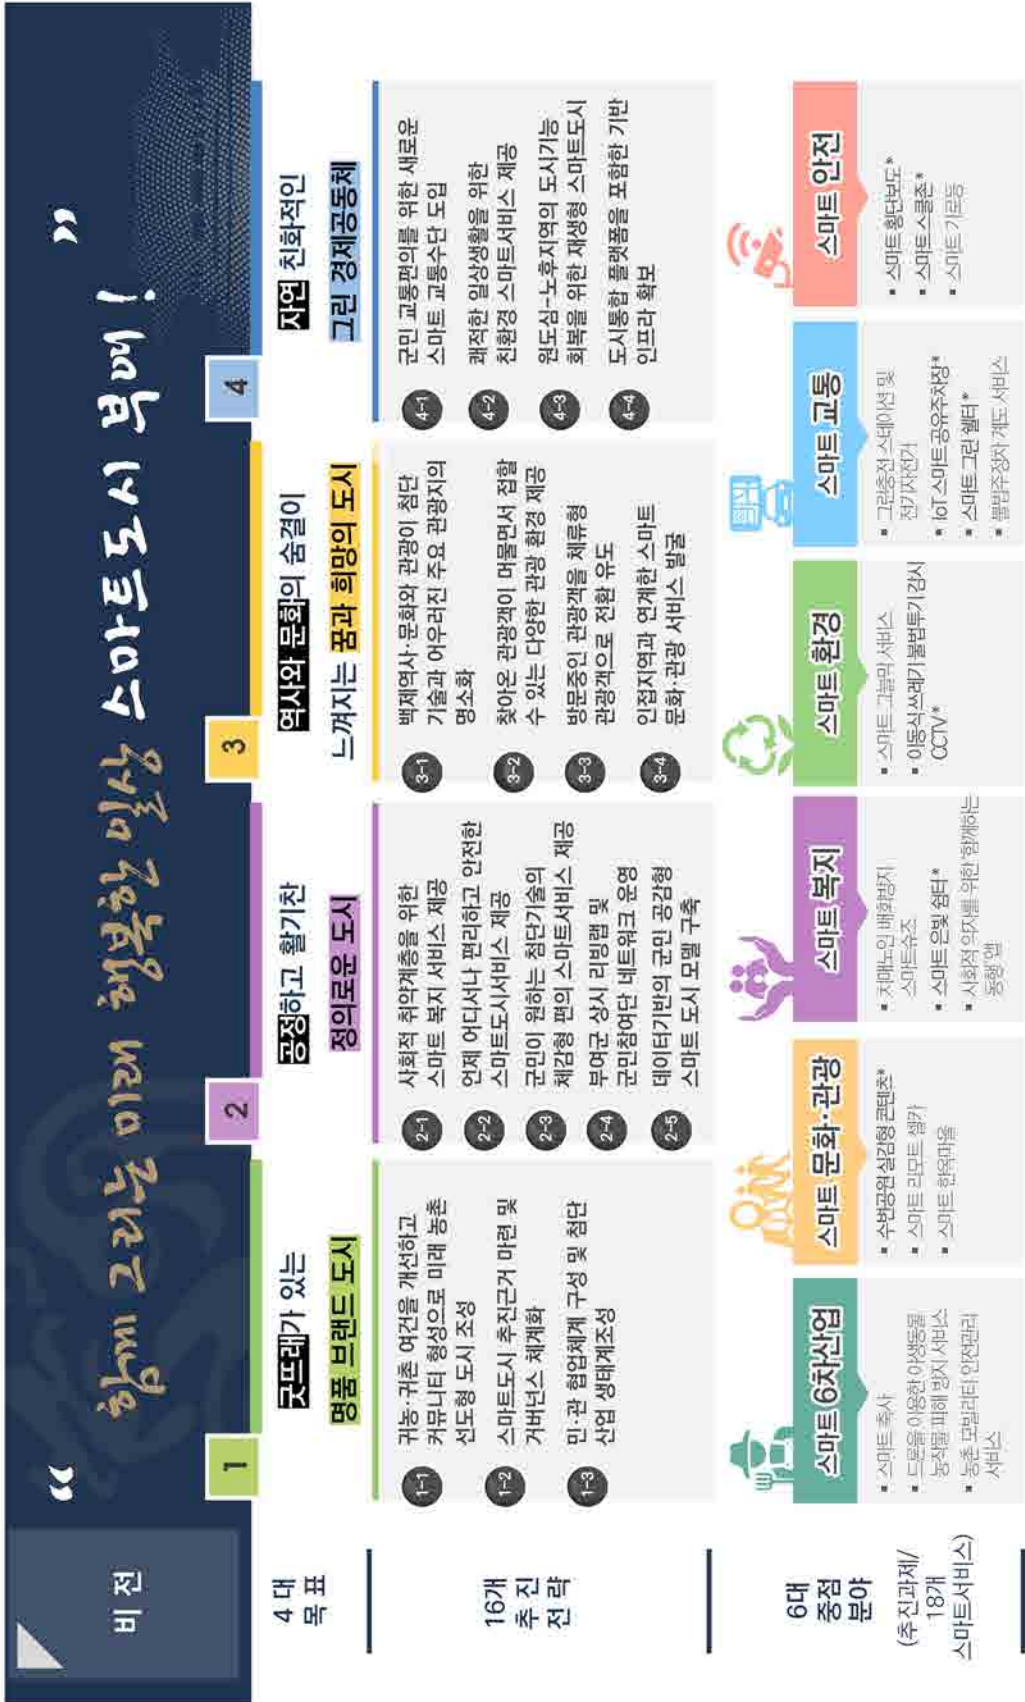 비 전
“ 함께 그리는 미래 행복한 일상 스마트도시 부여! ”
4 대
목 표
1
굿뜨래가 있는
명품 브랜드 도시
2
공정하고 활기찬
정의로운 도시
3
역사와 문화의 숨결이
느껴지는 꿈과 희망의 도시
4
자연 친화적인
그린 경제공동체
16개
추 진
전 략
1-1
귀농·귀촌 여건을 개선하고
커뮤니티 형성으로 미래 농촌
선도형 도시 조성
1-2
스마트도시 추진근거 마련 및
거버넌스 체계화
1-3
민·관 협업체계 구성 및 첨단
산업 생태계조성
2-1
사회적 취약계층을 위한
스마트 복지 서비스 제공
2-2
언제 어디서나 편리하고 안전한
스마트도시서비스 제공
2-3
군민이 원하는 첨단기술의
체감형 편의 스마트서비스 제공
2-4
부여군 상시 리빙랩 및
군민참여단 네트워크 운영
2-5
데이터기반의 군민 공감형
스마트 도시 모델 구축
3-1
백제역사·문화와 관광이 첨단
기술과 어우러진 주요 관광지의
명소화
3-2
찾아온 관광객이 머물면서 접할
수 있는 다양한 관광 환경 제공
3-3
방문중인 관광객을 체류형
관광객으로 전환 유도
3-4
인접지역과 연계한 스마트
문화·관광 서비스 발굴
4-1
군민 교통편의를 위한 새로운
스마트 교통수단 도입
4-2
쾌적한 일상생활을 위한
친환경 스마트서비스 제공
4-3
원도심-노후지역의 도시기능
회복을 위한 재생형 스마트도시
4-4
도시통합 플랫폼을 포함한 기반
인프라 확보
6대
중점
분야
(추진과제/
18개
스마트서비스)
스마트 6차산업
▪ 스마트 축사
▪ 드론을 이용한 야생동물
농작물 피해 방지 서비스
▪ 농촌 모빌리티 안전관리
서비스
스마트 문화·관광
▪ 수변공원 실감형 콘텐츠*
▪ 스마트 리모트 셀카
▪ 스마트 한옥마을
스마트 복지
▪ 치매노인 배회방지
스마트슈즈
▪ 스마트 은빛 쉼터*
▪ 사회적 약자를 위한 '함께하는
동행'앱
스마트 환경
▪ 스마트 그늘막 서비스
▪ 이동식 쓰레기 불법투기 감시
CCTV*
스마트 교통
▪ 그린충전 스테이션 및
전기자전거
▪ IoT 스마트 공유주차장*
▪ 스마트 그린 쉘터*
▪ 불법주정차 계도 서비스
스마트 안전
▪ 스마트 횡단보도*
▪ 스마트 스쿨존*
▪ 스마트 가로등